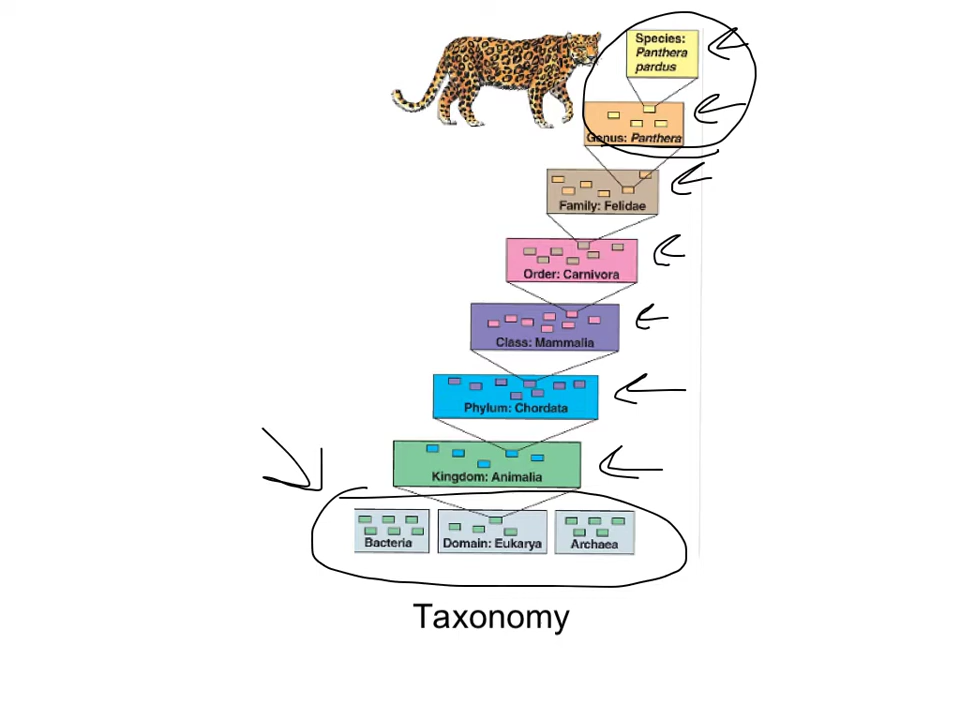 Species:
Panthera
pardus
Genus: Panthera
Family: Felidae
Order: Carnivora
Class: Mammalia
Phylum: Chordata
Kingdom: Animalia
Bacteria
Domain: Eukarya
Archaea
Taxonomy